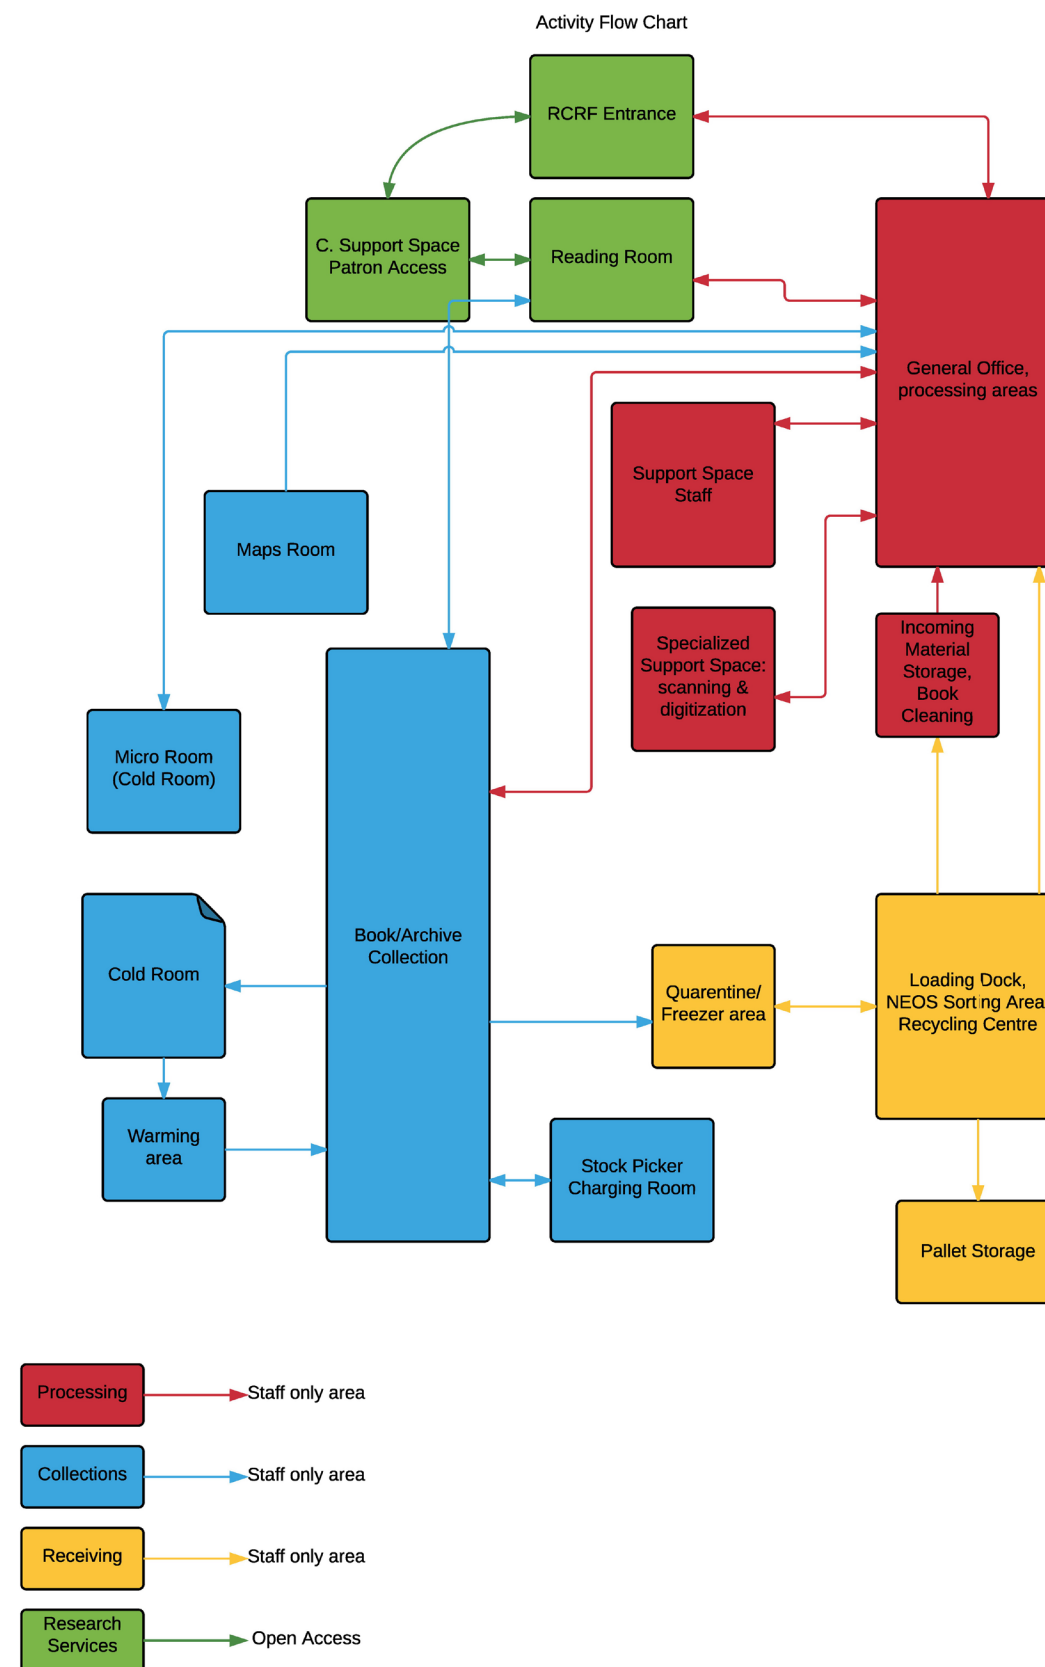 Activity Flow Chart
RCRF Entrance
C. Support Space
Patron Access
Reading Room
General Office,
processing areas
Support Space
Staff
Maps Room
Specialized
Support Space:
scanning &
digitization
Incoming
Material
Storage,
Book
Cleaning
Micro Room
(Cold Room)
Book/Archive
Collection
Cold Room
Quarentine/
Freezer area
Loading Dock,
NEOS Sorting Area
Recycling Centre
Warming
area
Stock Picker
Charging Room
Pallet Storage
Processing
Staff only area
Collections
Staff only area
Receiving
Staff only area
Research
Services
Open Access